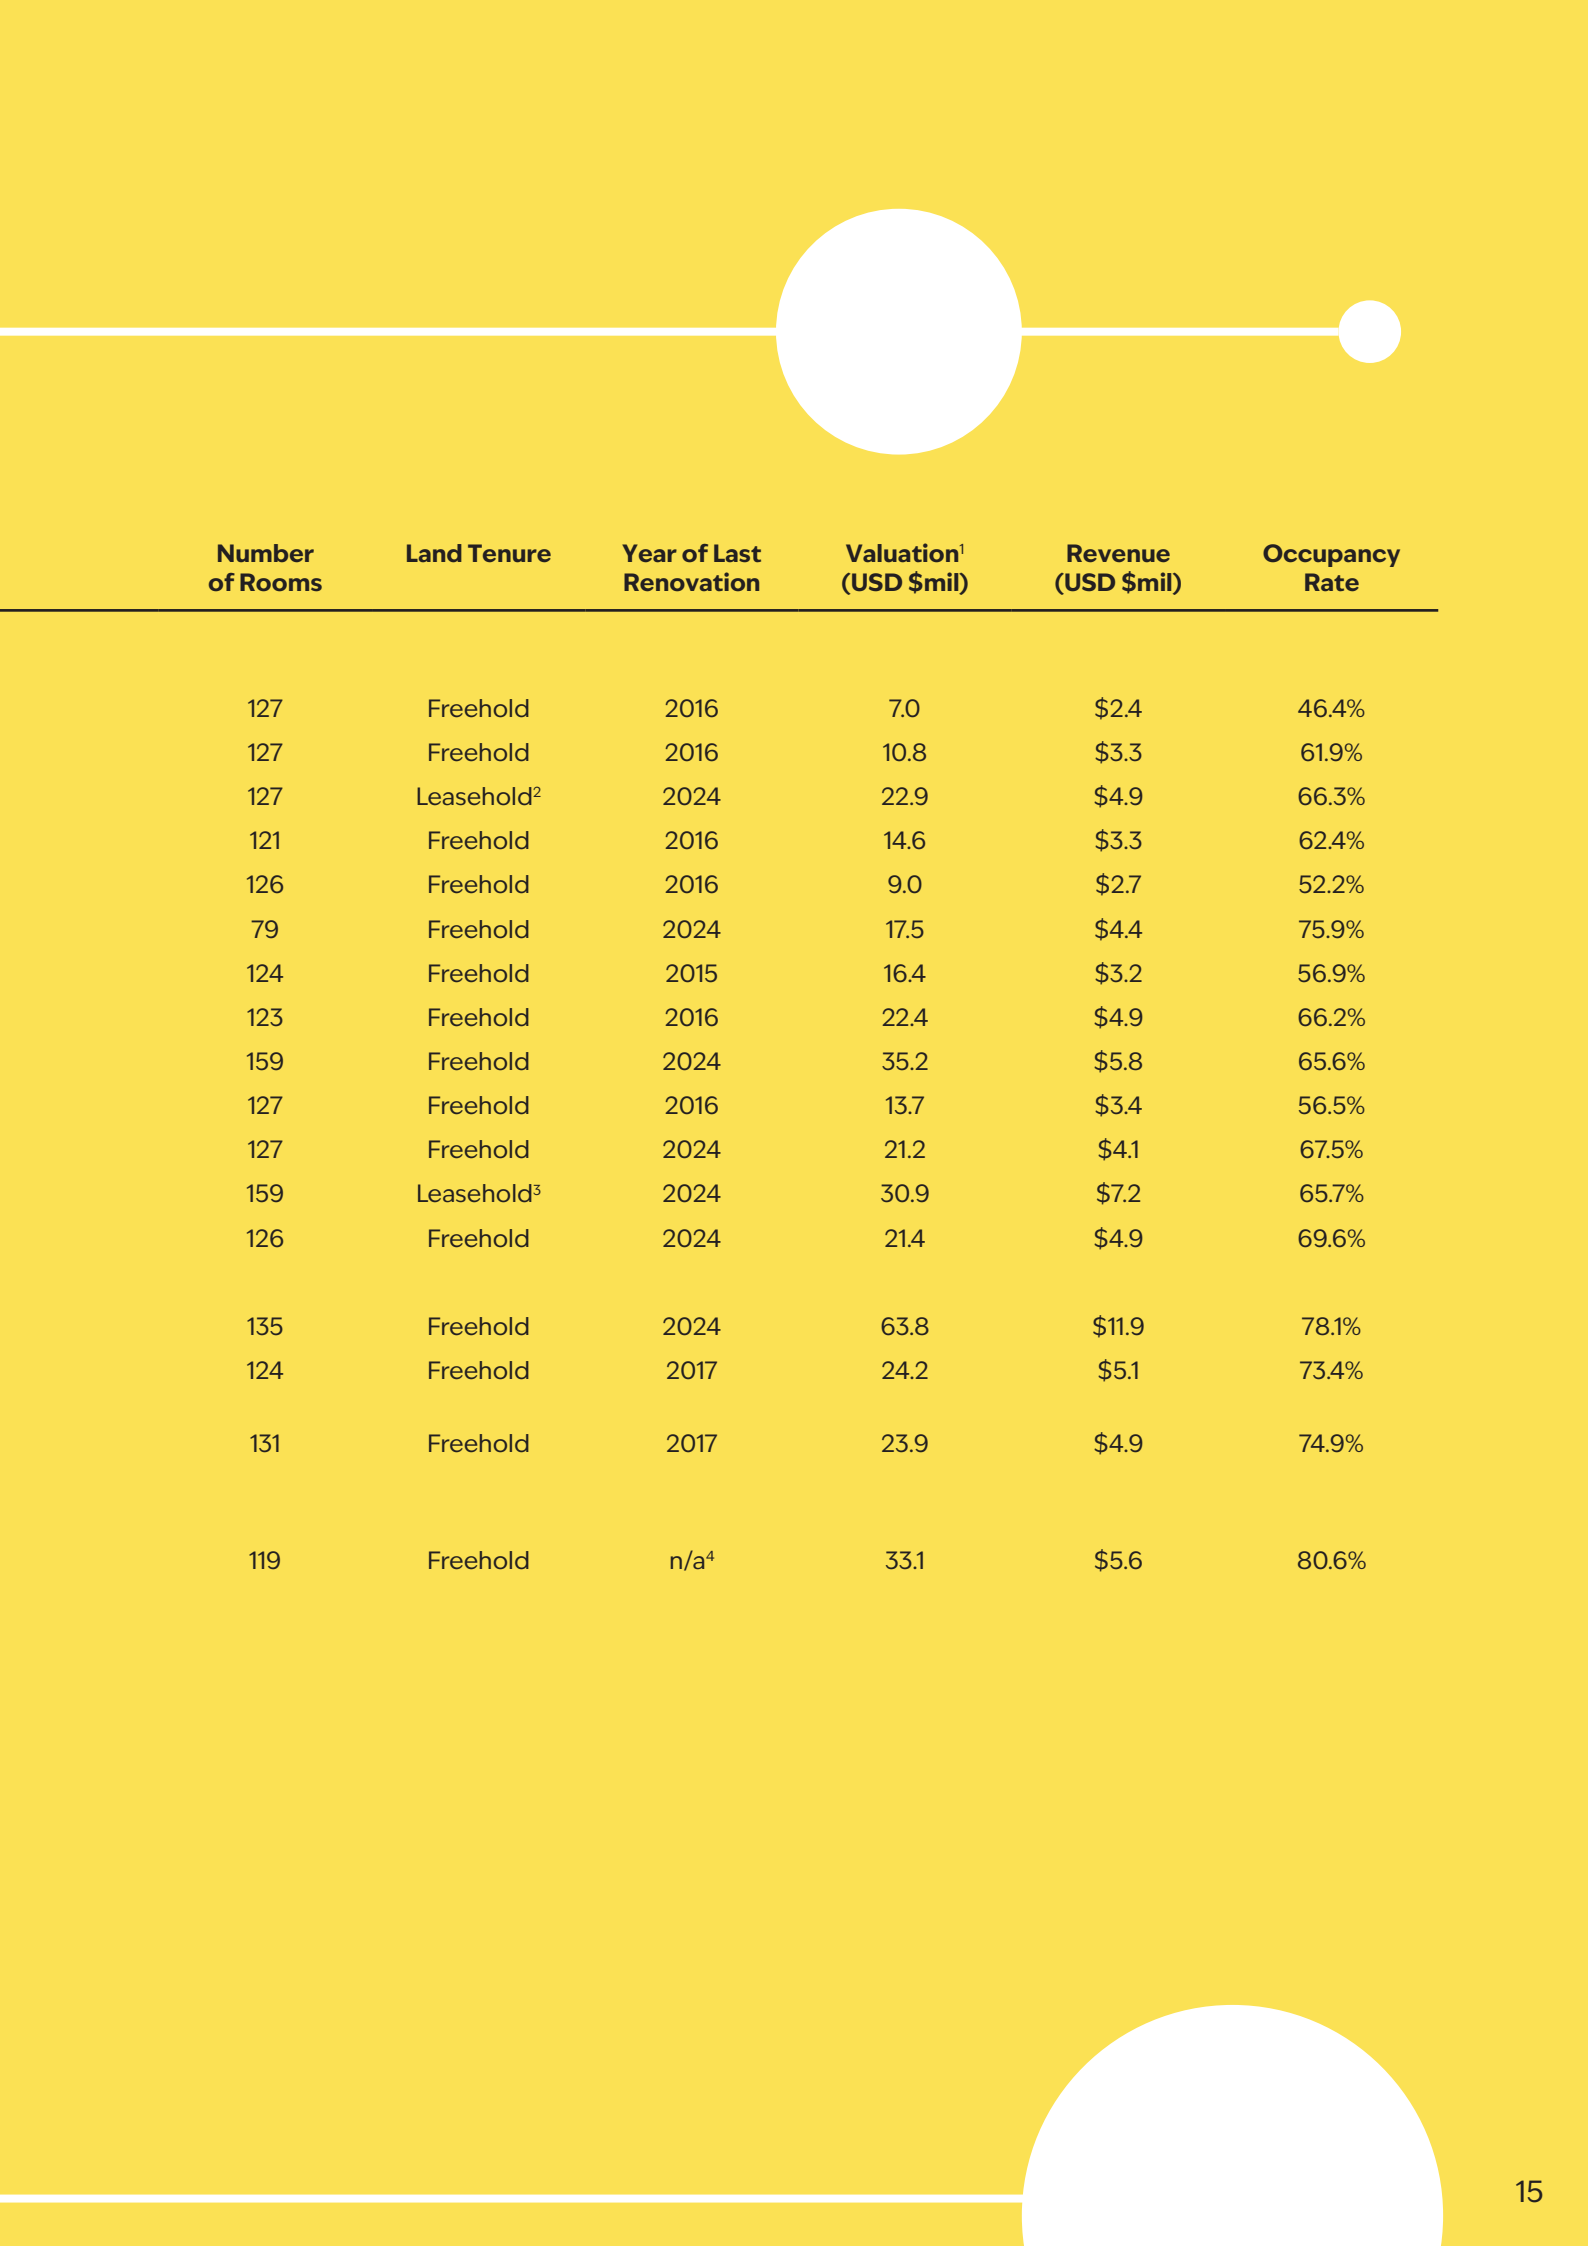 Number of Rooms Land Tenure Year of Last Renovation Valuation¹ (USD $mil) Revenue (USD $mil) Occupancy Rate
127 Freehold 2016 7.0 $2.4 46.4%
127 Freehold 2016 10.8 $3.3 61.9%
127 Leasehold² 2024 22.9 $4.9 66.3%
121 Freehold 2016 14.6 $3.3 62.4%
126 Freehold 2016 9.0 $2.7 52.2%
79 Freehold 2024 17.5 $4.4 75.9%
124 Freehold 2015 16.4 $3.2 56.9%
123 Freehold 2016 22.4 $4.9 66.2%
159 Freehold 2024 35.2 $5.8 65.6%
127 Freehold 2016 13.7 $3.4 56.5%
127 Freehold 2024 21.2 $4.1 67.5%
159 Leasehold³ 2024 30.9 $7.2 65.7%
126 Freehold 2024 21.4 $4.9 69.6%
135 Freehold 2024 63.8 $11.9 78.1%
124 Freehold 2017 24.2 $5.1 73.4%
131 Freehold 2017 23.9 $4.9 74.9%
119 Freehold n/a⁴ 33.1 $5.6 80.6%
15